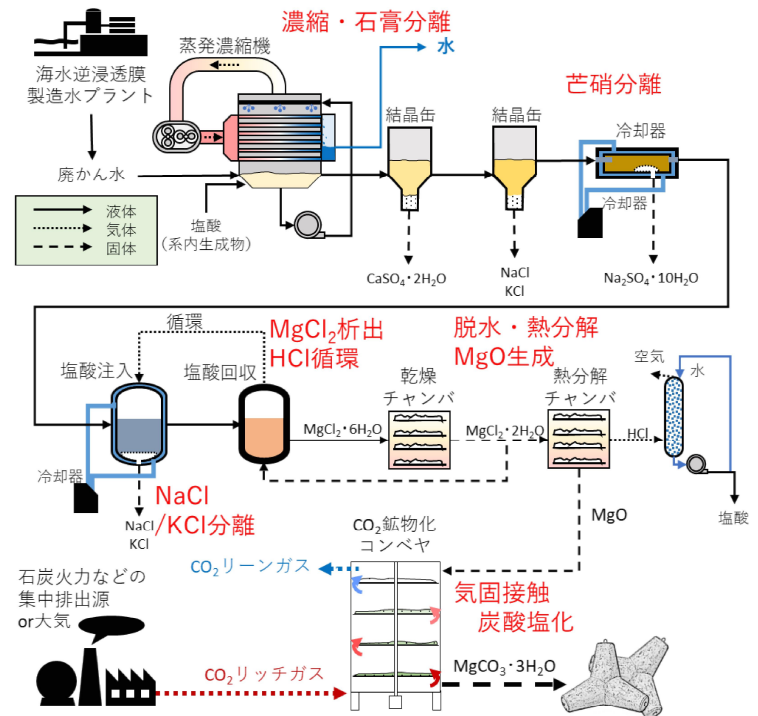 濃縮・石膏分離
蒸発濃縮機
水
海水逆浸透膜
製造水プラント
結晶缶
結晶缶
芒硝分離
冷却器
廃かん水
冷却器
液体
気体
固体
塩酸
(系内生成物)
CaSO₄・2H₂O
NaCl
KCl
Na₂SO₄・10H₂O
循環
MgCl₂析出
HCl循環
脱水・熱分解
MgO生成
塩酸注入
塩酸回収
乾燥
チャンバ
熱分解
チャンバ
空気
水
MgCl₂・6H₂O
MgCl₂・2H₂O
HCl
冷却器
NaCl
KCl
NaCl
/KCl分離
MgO
塩酸
CO₂鉱物化
コンベヤ
石炭火力などの
集中排出源
or大気
CO₂リーンガス
気固接触
炭酸塩化
CO₂リッチガス
MgCO₃・3H₂O